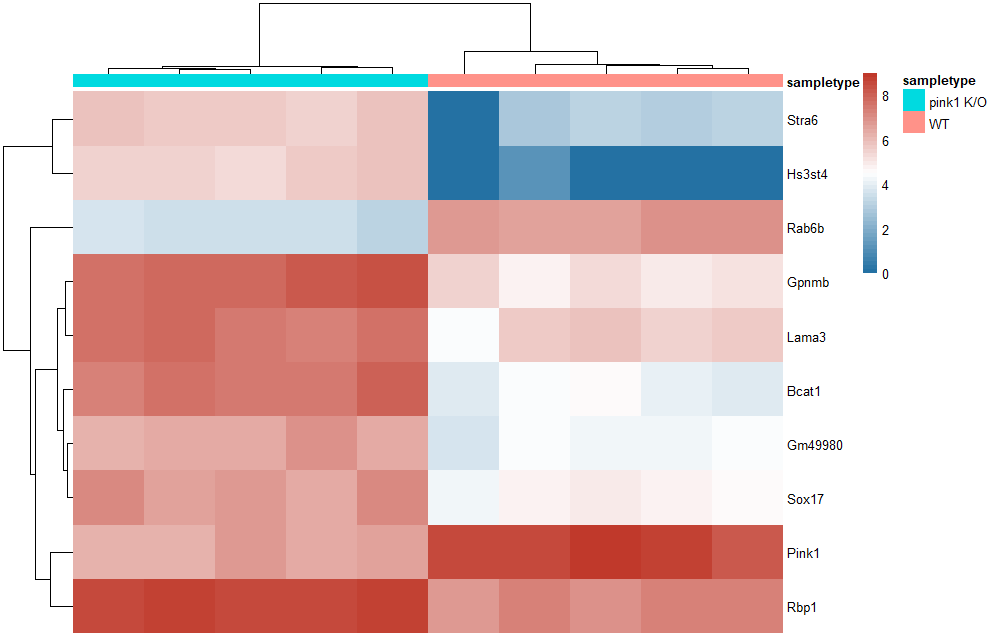 sampletype
Stra6
Hs3st4
Rab6b
Gpnmb
Lama3
Bcat1
Gm49980
Sox17
Pink1
Rbp1
8
6
4
2
0
sampletype
pink1 K/O
WT